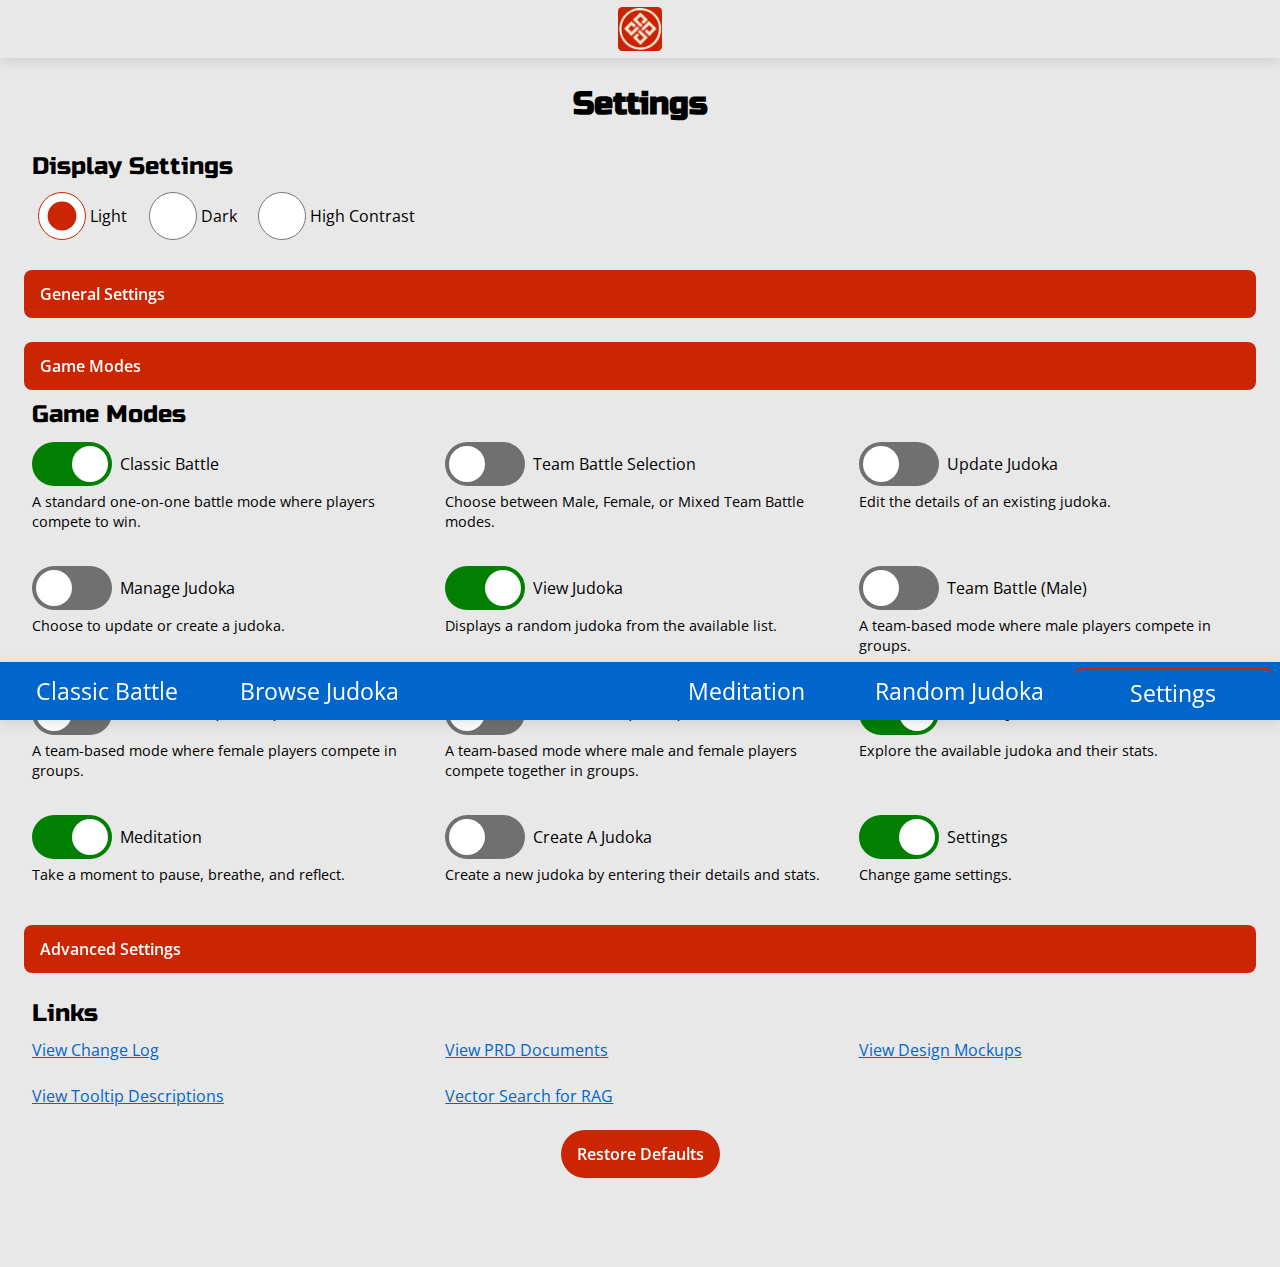 Settings
Display Settings
Light Dark High Contrast
General Settings
Game Modes
Game Modes
Classic Battle
A standard one-on-one battle mode where players
compete to win.
Team Battle Selection
Choose between Male, Female, or Mixed Team Battle
modes.
Update Judoka
Edit the details of an existing judoka.
Manage Judoka
Choose to update or create a judoka.
View Judoka
Displays a random judoka from the available list.
Team Battle (Male)
A team-based mode where male players compete in
groups.
Classic Battle Browse Judoka Meditation Random Judoka Settings
A team-based mode where female players compete in
groups.
A team-based mode where male and female players
compete together in groups.
Explore the available judoka and their stats.
Meditation
Take a moment to pause, breathe, and reflect.
Create A Judoka
Create a new judoka by entering their details and stats.
Settings
Change game settings.
Advanced Settings
Links
View Change Log
View PRD Documents
View Design Mockups
View Tooltip Descriptions
Vector Search for RAG
Restore Defaults